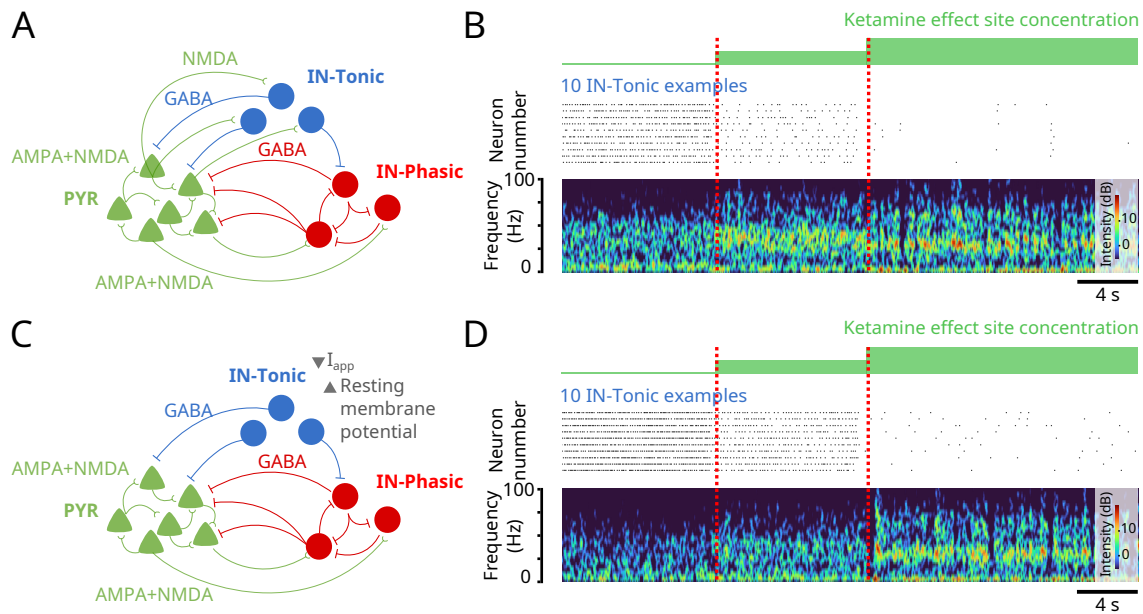 A
NMDA
IN-Tonic
GABA
AMPA+NMDA
GABA
IN-Phasic
PYR
AMPA+NMDA
B
Ketamine effect site concentration
10 IN-Tonic examples
Neuron
number
100
Frequency
(Hz)
0
Intensity (dB)
10
0
4 s
C
IN-Tonic
Iapp
Resting
membrane
potential
GABA
AMPA+NMDA
GABA
IN-Phasic
PYR
AMPA+NMDA
D
Ketamine effect site concentration
10 IN-Tonic examples
Neuron
number
100
Frequency
(Hz)
0
Intensity (dB)
10
0
4 s